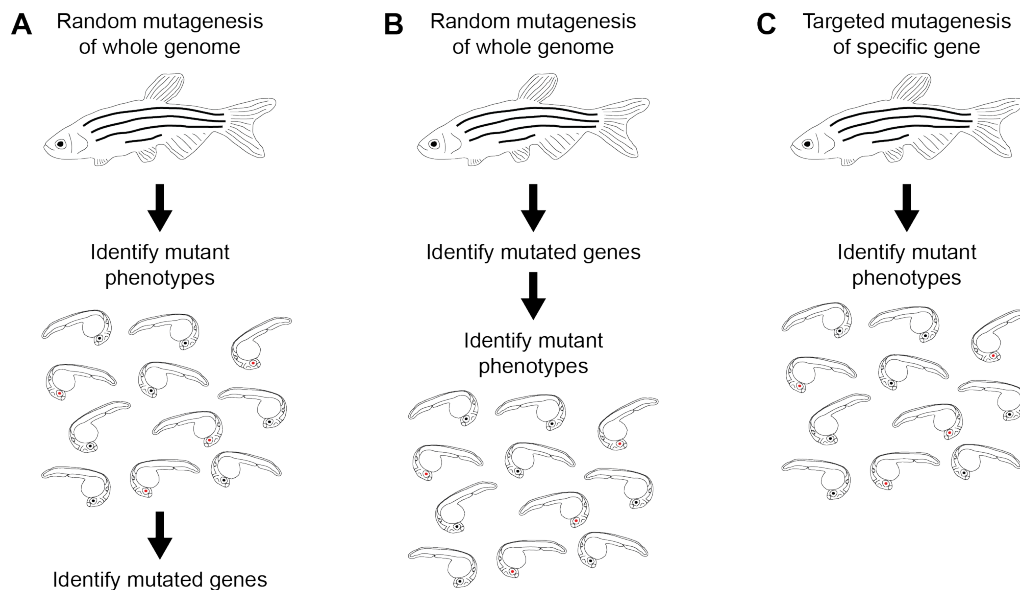 A
Random mutagenesis
of whole genome
Identify mutant
phenotypes
Identify mutated genes
B
Random mutagenesis
of whole genome
Identify mutated genes
Identify mutant
phenotypes
C
Targeted mutagenesis
of specific gene
Identify mutant
phenotypes